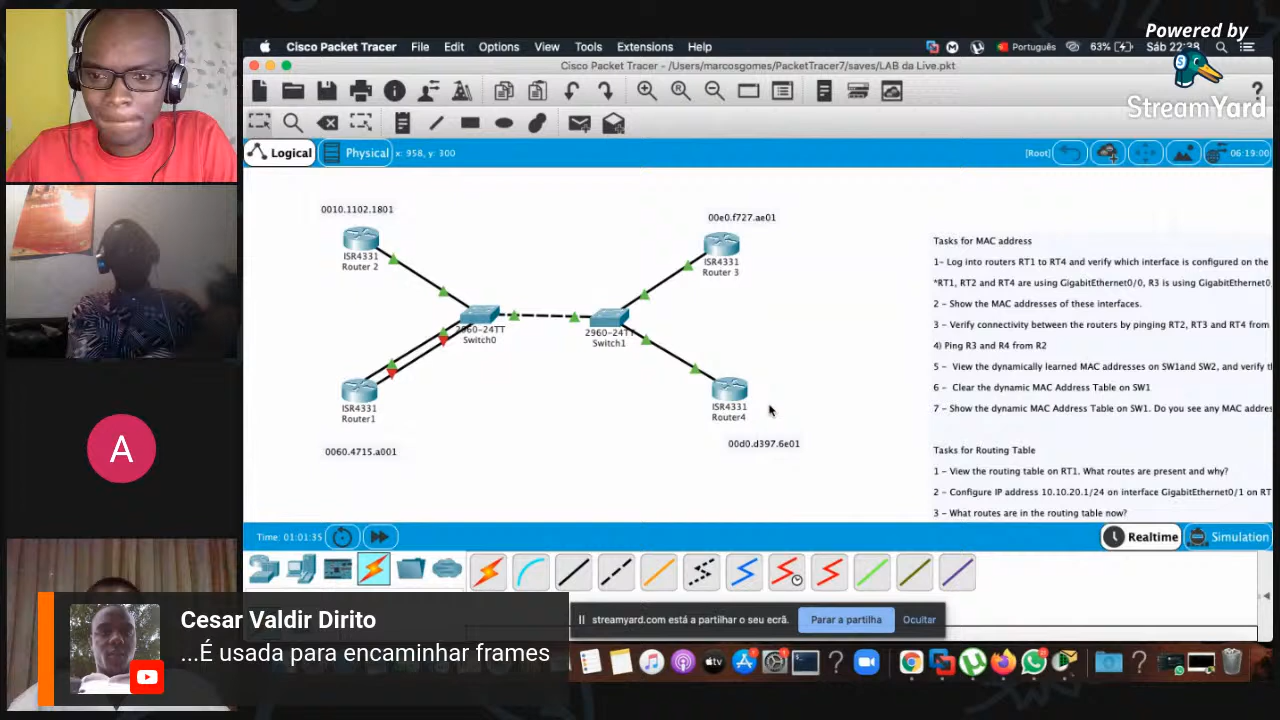 Powered by
StreamYard
Cisco Packet Tracer File Edit Options View Tools Extensions Help
Português 63% Sáb 22:38
Cisco Packet Tracer - /Users/marcosgomes/PacketTracer7/saves/LAB da Live.pkt
Logical
Physical
x: 958, y: 300
[Root]
06:19:00
0010.1102.1801
ISR4331
Router 2
00e0.f727.ae01
ISR4331
Router 3
2960-24TT
Switch0
2960-24TT
Switch1
ISR4331
Router1
0060.4715.a001
ISR4331
Router4
00d0.d397.6e01
Tasks for MAC address
1- Log into routers RT1 to RT4 and verify which interface is configured on the
*RT1, RT2 and RT4 are using GigabitEthernet0/0, R3 is using GigabitEthernet0
2 - Show the MAC addresses of these interfaces.
3 - Verify connectivity between the routers by pinging RT2, RT3 and RT4 from
4) Ping R3 and R4 from R2
5 - View the dynamically learned MAC addresses on SW1and SW2, and verify th
6 - Clear the dynamic MAC Address Table on SW1
7 - Show the dynamic MAC Address Table on SW1. Do you see any MAC addres
Tasks for Routing Table
1 - View the routing table on RT1. What routes are present and why?
2 - Configure IP address 10.10.20.1/24 on interface GigabitEthernet0/1 on RT
3 - What routes are in the routing table now?
Time: 01:01:35
Realtime
Simulation
A
streamyard.com está a partilhar o seu ecrã.
Parar a partilha
Ocultar
Cesar Valdir Dirito
...É usada para encaminhar frames
tv